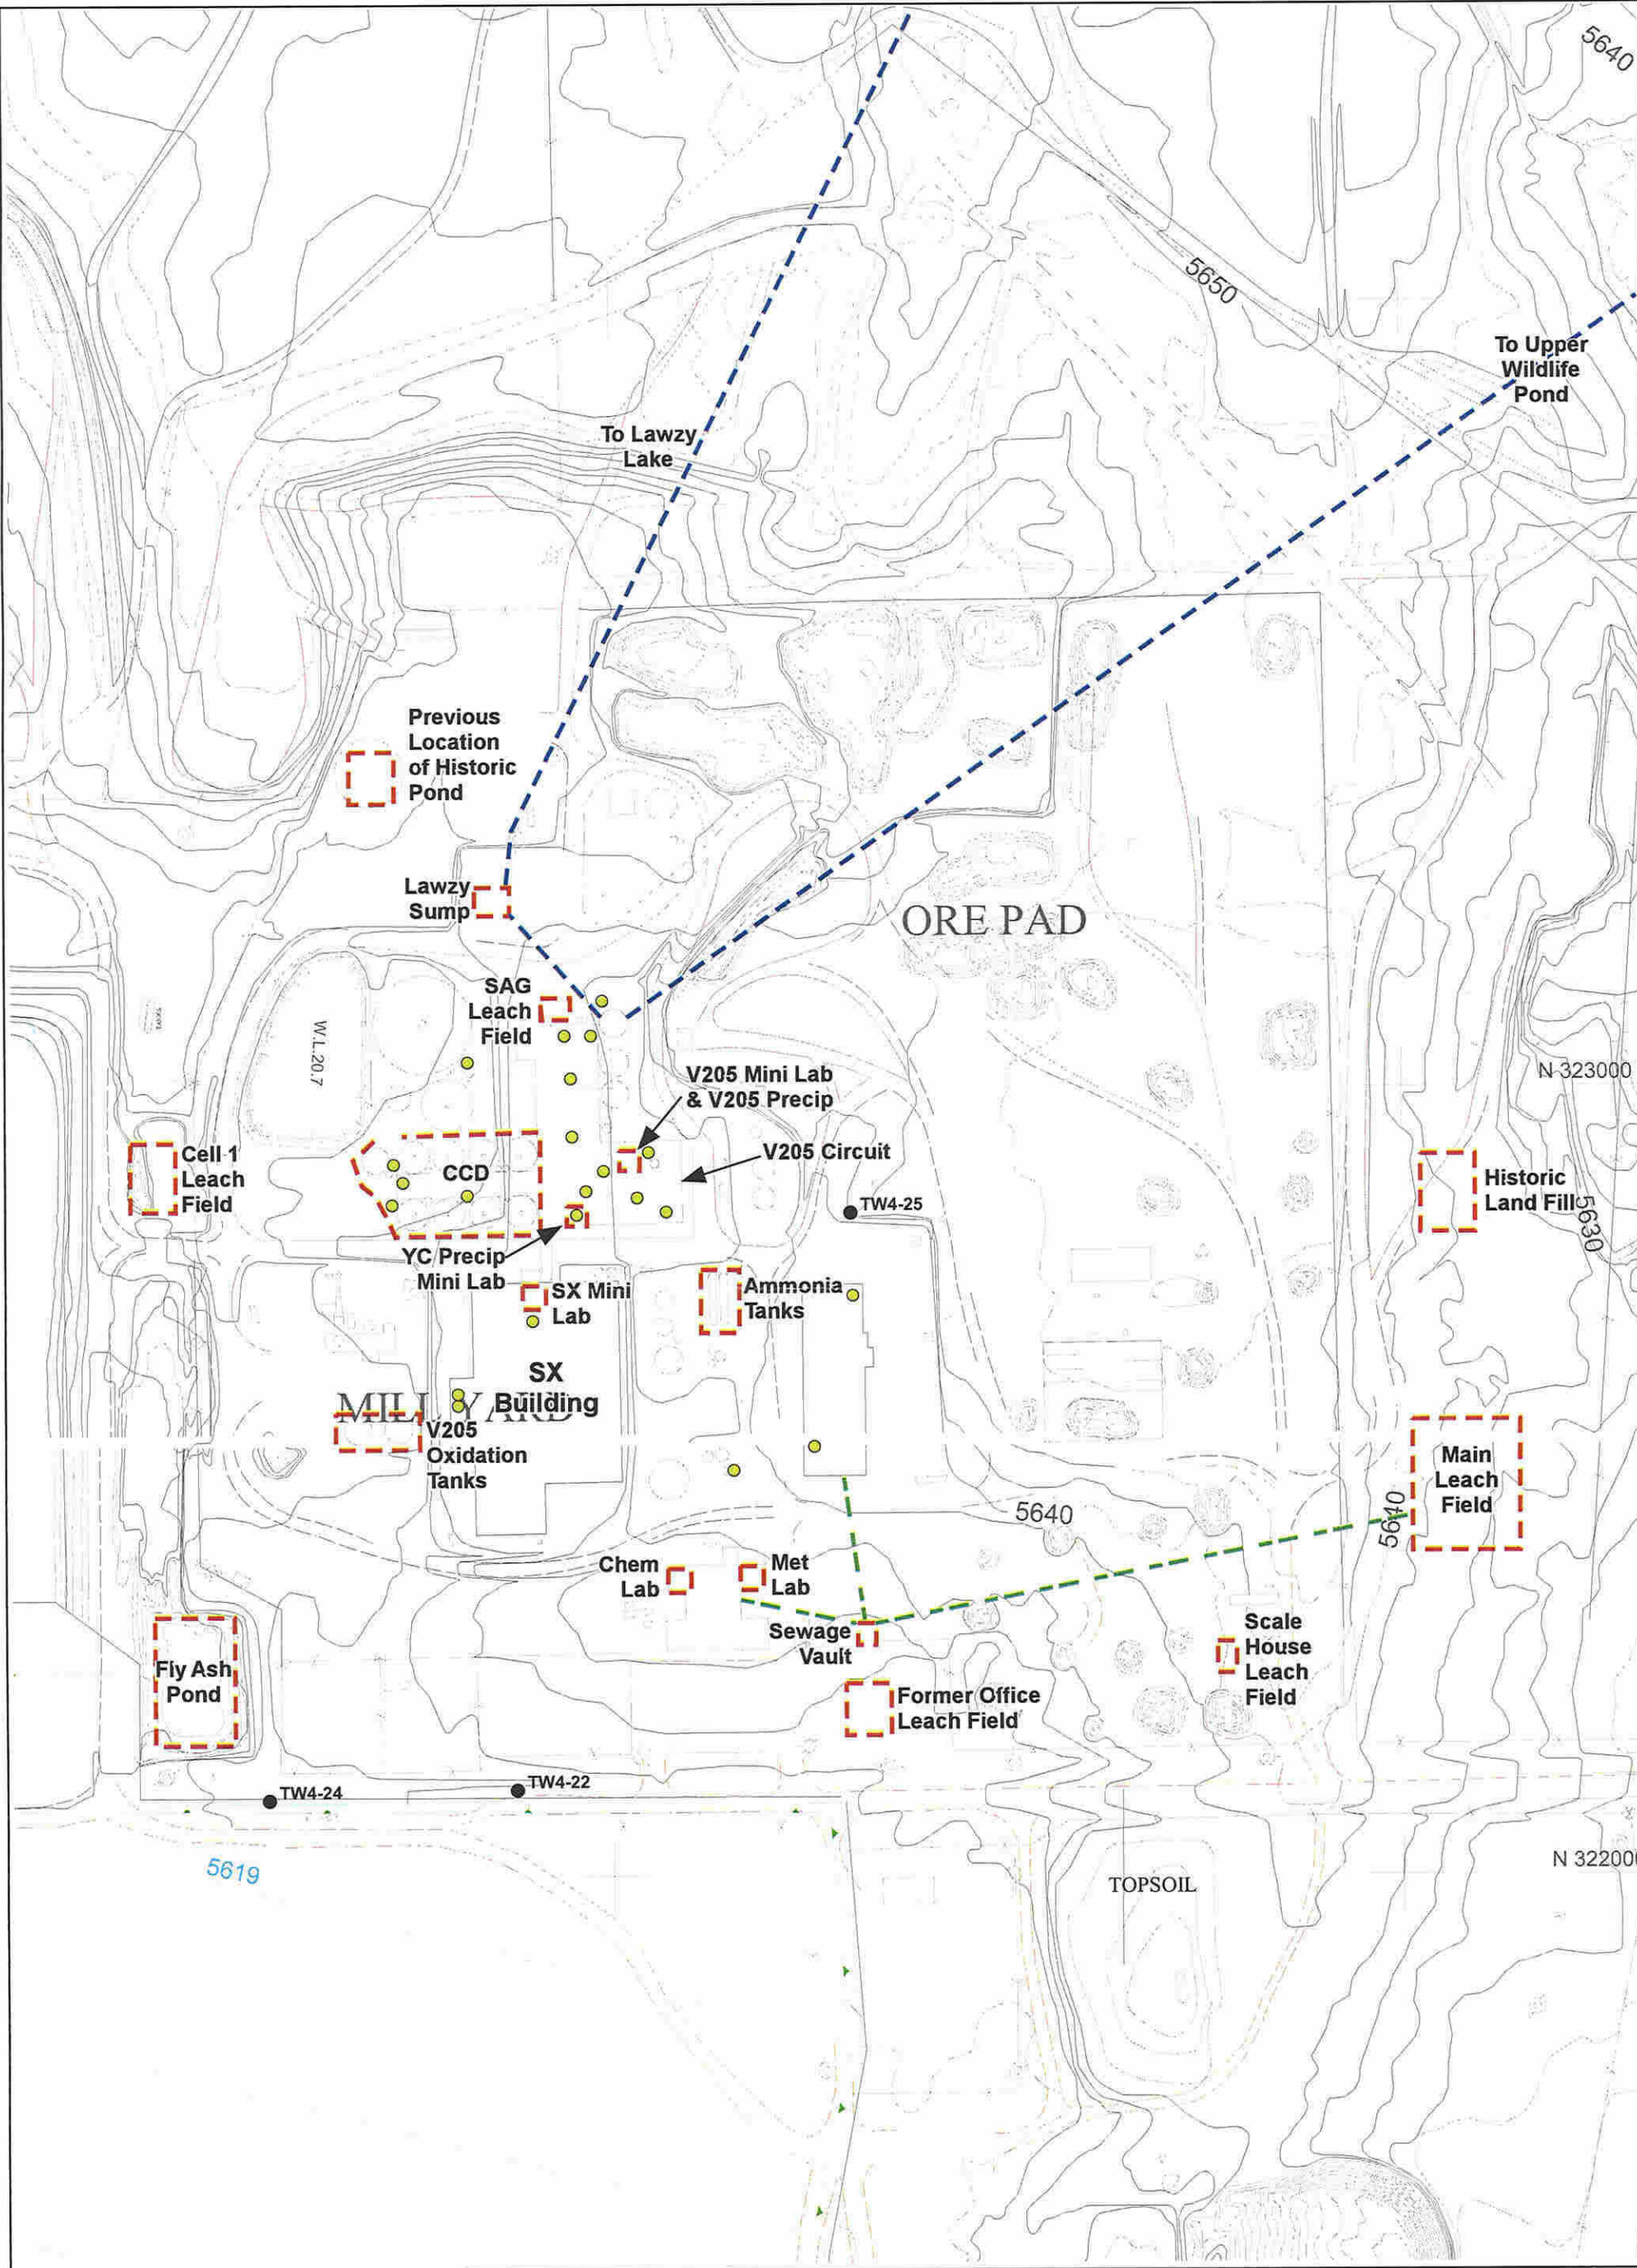 5640
5650
To Upper
Wildlife
Pond
To Lawzy
Lake
Previous
Location
of Historic
Pond
Lawzy
Sump
ORE PAD
SAG
Leach
Field
W.L.20.7
N 323000
V205 Mini Lab
& V205 Precip
V205 Circuit
Cell 1
Leach
Field
CCD
TW4-25
Historic
Land Fill
5630
YC Precip
Mini Lab
SX Mini
Lab
Ammonia
Tanks
SX
Building
MILL YARD
V205
Oxidation
Tanks
Main
Leach
Field
5640
5640
Chem
Lab
Met
Lab
Sewage
Vault
Scale
House
Leach
Field
Fly Ash
Pond
Former Office
Leach Field
TW4-24
TW4-22
5619
N 32200
TOPSOIL